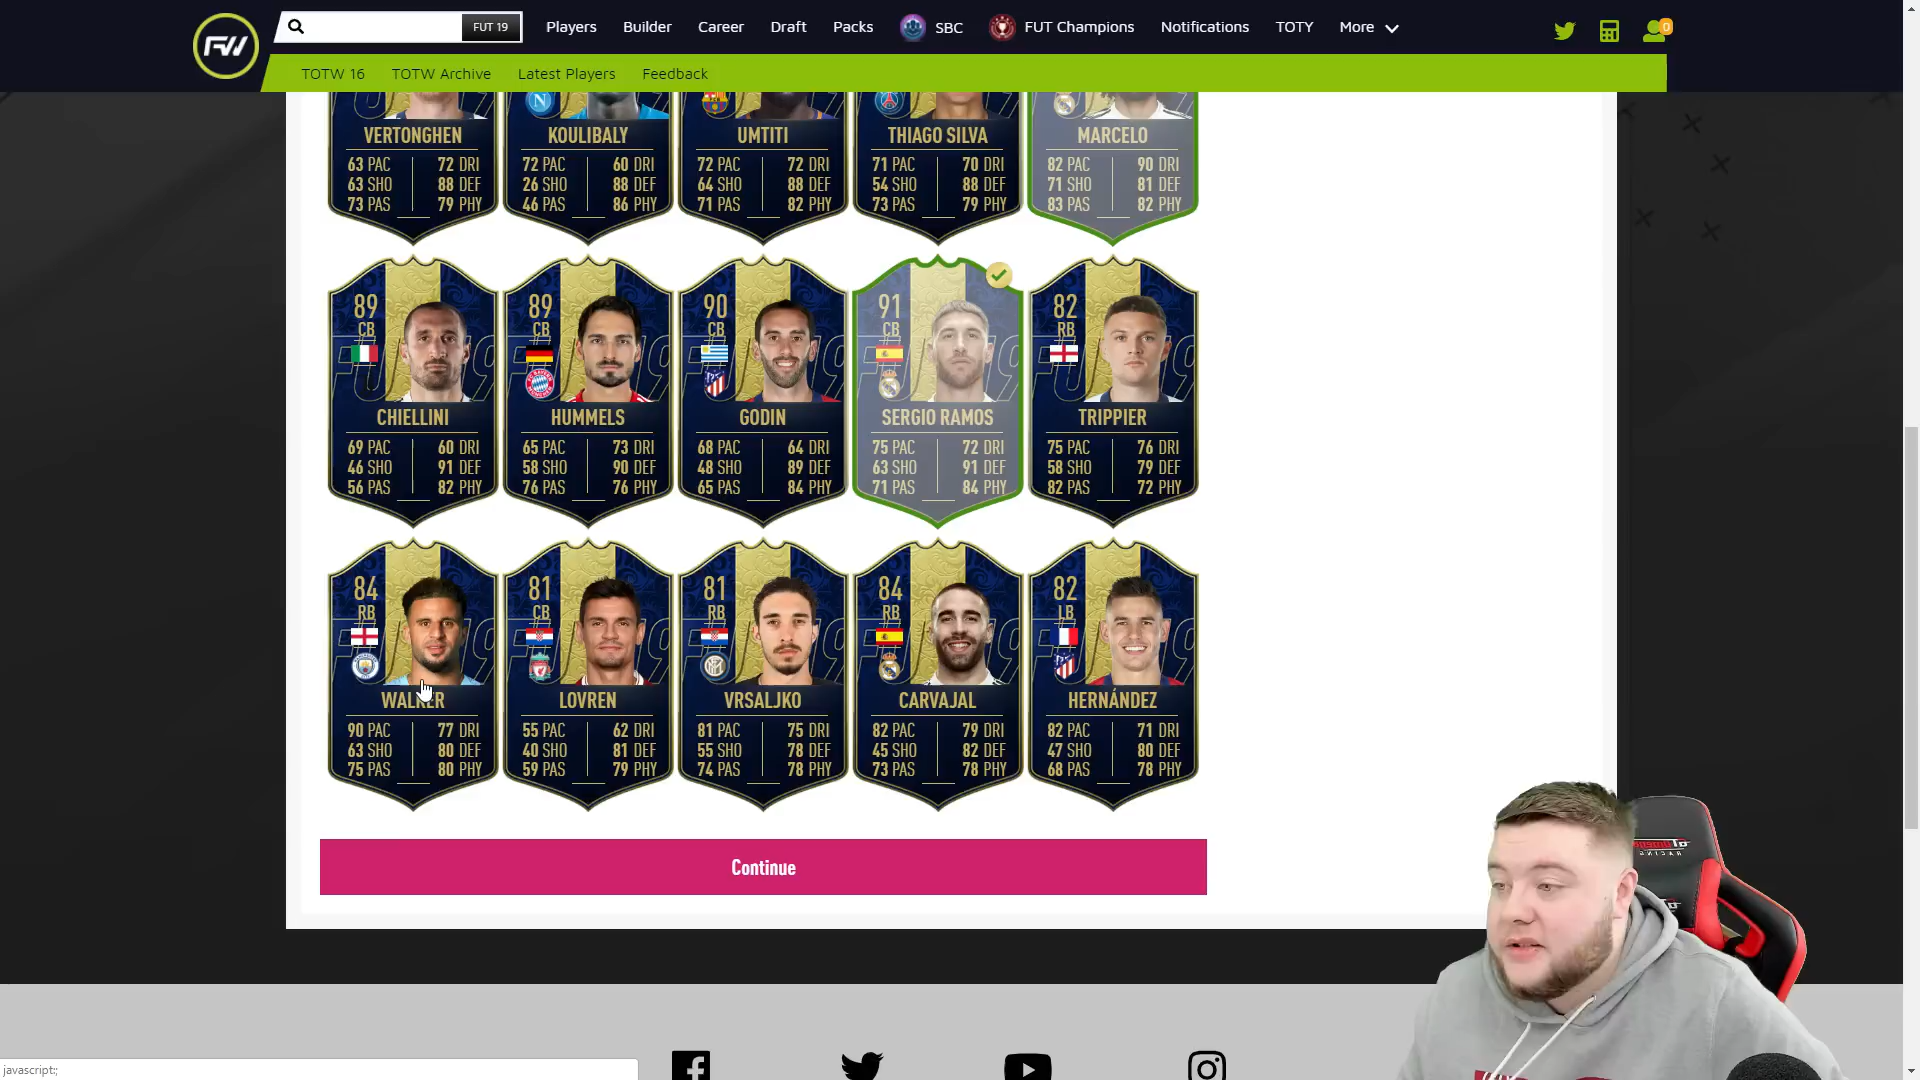 FW
FUT 19
Players Builder Career Draft Packs SBC FUT Champions Notifications TOTY More
0
TOTW 16 TOTW Archive Latest Players Feedback
VERTONGHEN KOULIBALY UMTITI THIAGO SILVA MARCELO
63 PAC 72 DRI 72 PAC 60 DRI 72 PAC 72 DRI 71 PAC 70 DRI 82 PAC 90 DRI
63 SHO 88 DEF 26 SHO 88 DEF 64 SHO 88 DEF 54 SHO 88 DEF 71 SHO 81 DEF
73 PAS 79 PHY 46 PAS 86 PHY 71 PAS 82 PHY 73 PAS 79 PHY 83 PAS 82 PHY
89 89 90 91 82
CB CB CB CB RB
CHIELLINI HUMMELS GODIN SERGIO RAMOS TRIPPIER
69 PAC 60 DRI 65 PAC 73 DRI 68 PAC 64 DRI 75 PAC 72 DRI 75 PAC 76 DRI
46 SHO 91 DEF 58 SHO 90 DEF 48 SHO 89 DEF 63 SHO 91 DEF 58 SHO 79 DEF
56 PAS 82 PHY 76 PAS 76 PHY 65 PAS 84 PHY 71 PAS 84 PHY 82 PAS 72 PHY
84 81 81 84 82
RB CB RB RB LB
WALKER LOVREN VRSALJKO CARVAJAL HERNÁNDEZ
90 PAC 77 DRI 55 PAC 62 DRI 81 PAC 75 DRI 82 PAC 79 DRI 82 PAC 71 DRI
63 SHO 80 DEF 40 SHO 81 DEF 55 SHO 78 DEF 45 SHO 82 DEF 47 SHO 80 DEF
75 PAS 80 PHY 59 PAS 79 PHY 74 PAS 78 PHY 73 PAS 78 PHY 68 PAS 78 PHY
Continue
RACING
javascript:;